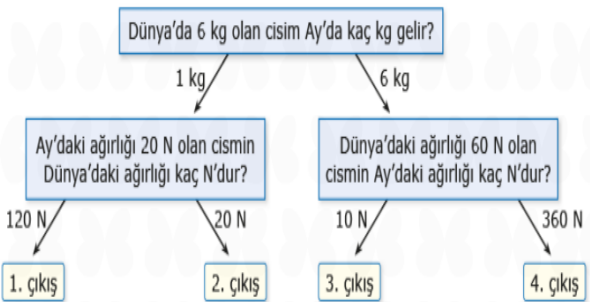 Dünya'da 6 kg olan cisim Ay'da kaç kg gelir?
1 kg
6 kg
Ay'daki ağırlığı 20 N olan cismin
Dünya'daki ağırlığı kaç N'dur?
Dünya'daki ağırlığı 60 N olan
cismin Ay'daki ağırlığı kaç N'dur?
120 N
20 N
10 N
360 N
1. çıkış
2. çıkış
3. çıkış
4. çıkış